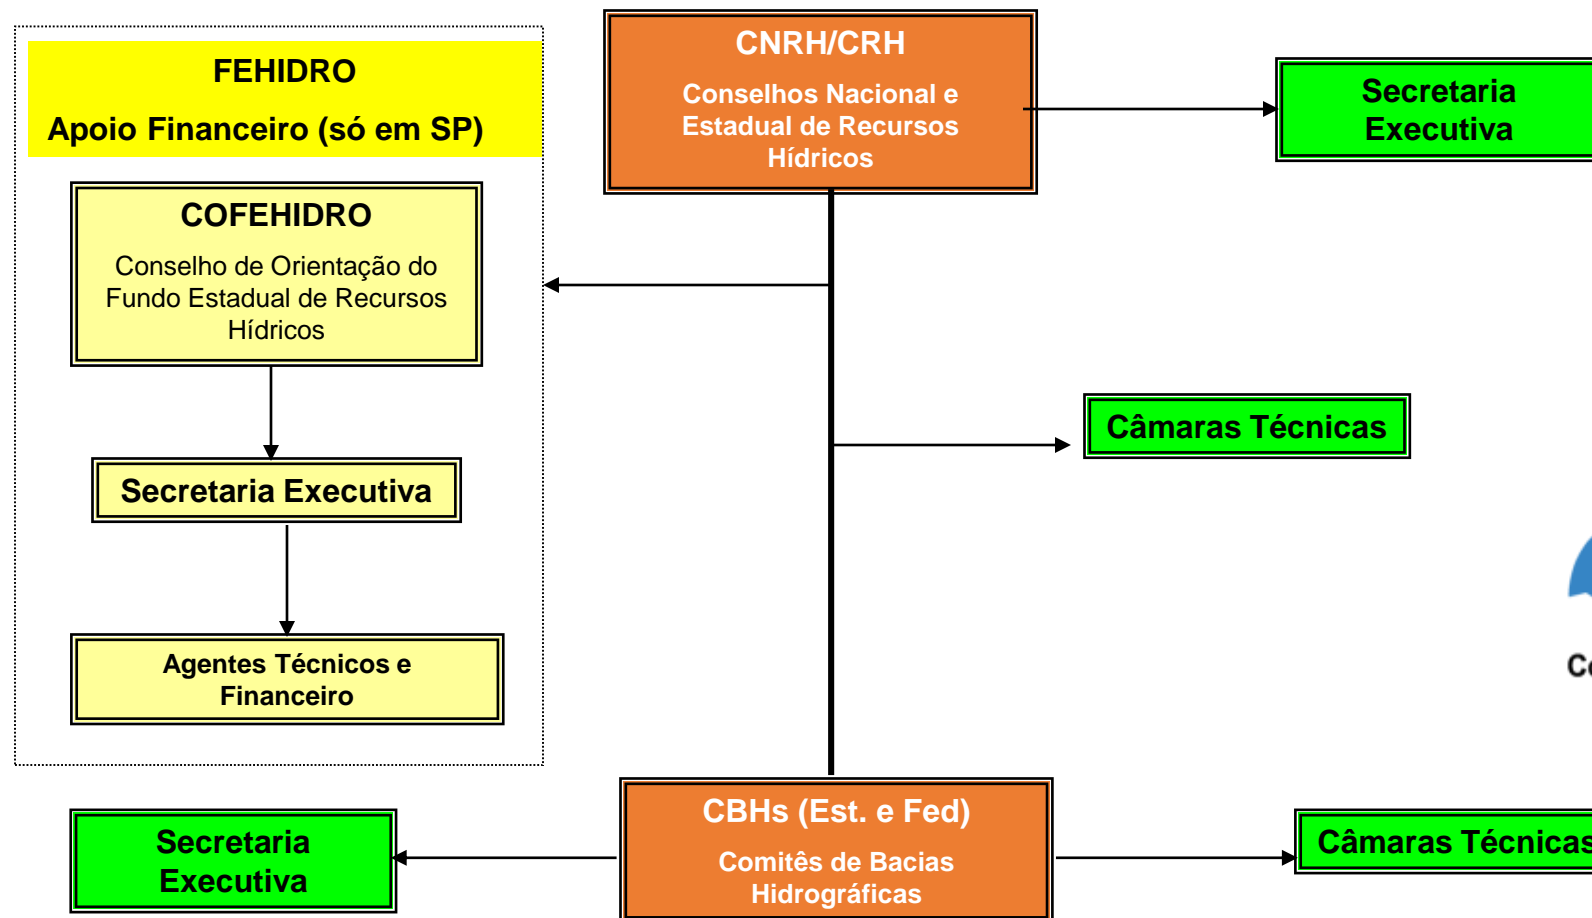 FEHIDRO
Apoio Financeiro (só em SP)
COFEHIDRO
Conselho de Orientação do
Fundo Estadual de Recursos
Hídricos
Secretaria Executiva
Agentes Técnicos e
Financeiro
CNRH/CRH
Conselhos Nacional e
Estadual de Recursos
Hídricos
Secretaria
Executiva
Câmaras Técnicas
CBHs (Est. e Fed)
Comitês de Bacias
Hidrográficas
Secretaria
Executiva
Câmaras Técnicas